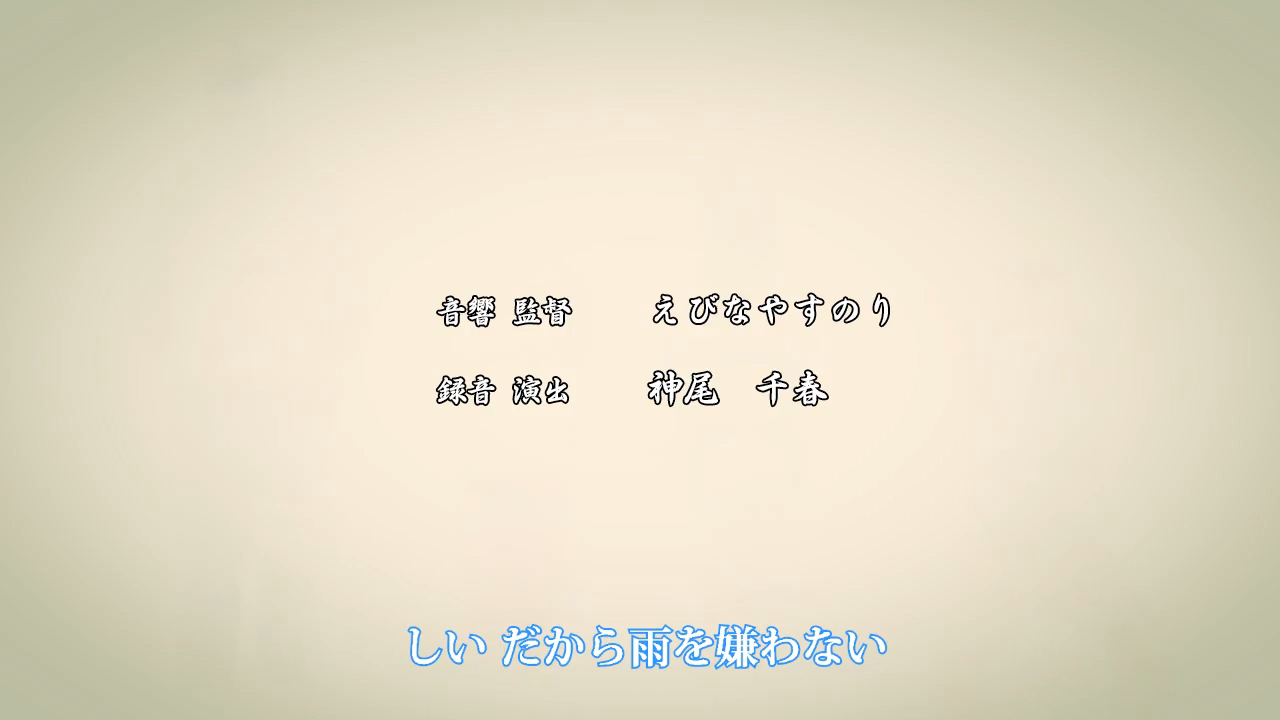 音響 監督 えびなやすのり
録音 演出 神尾 千春
しい だから雨を嫌わない